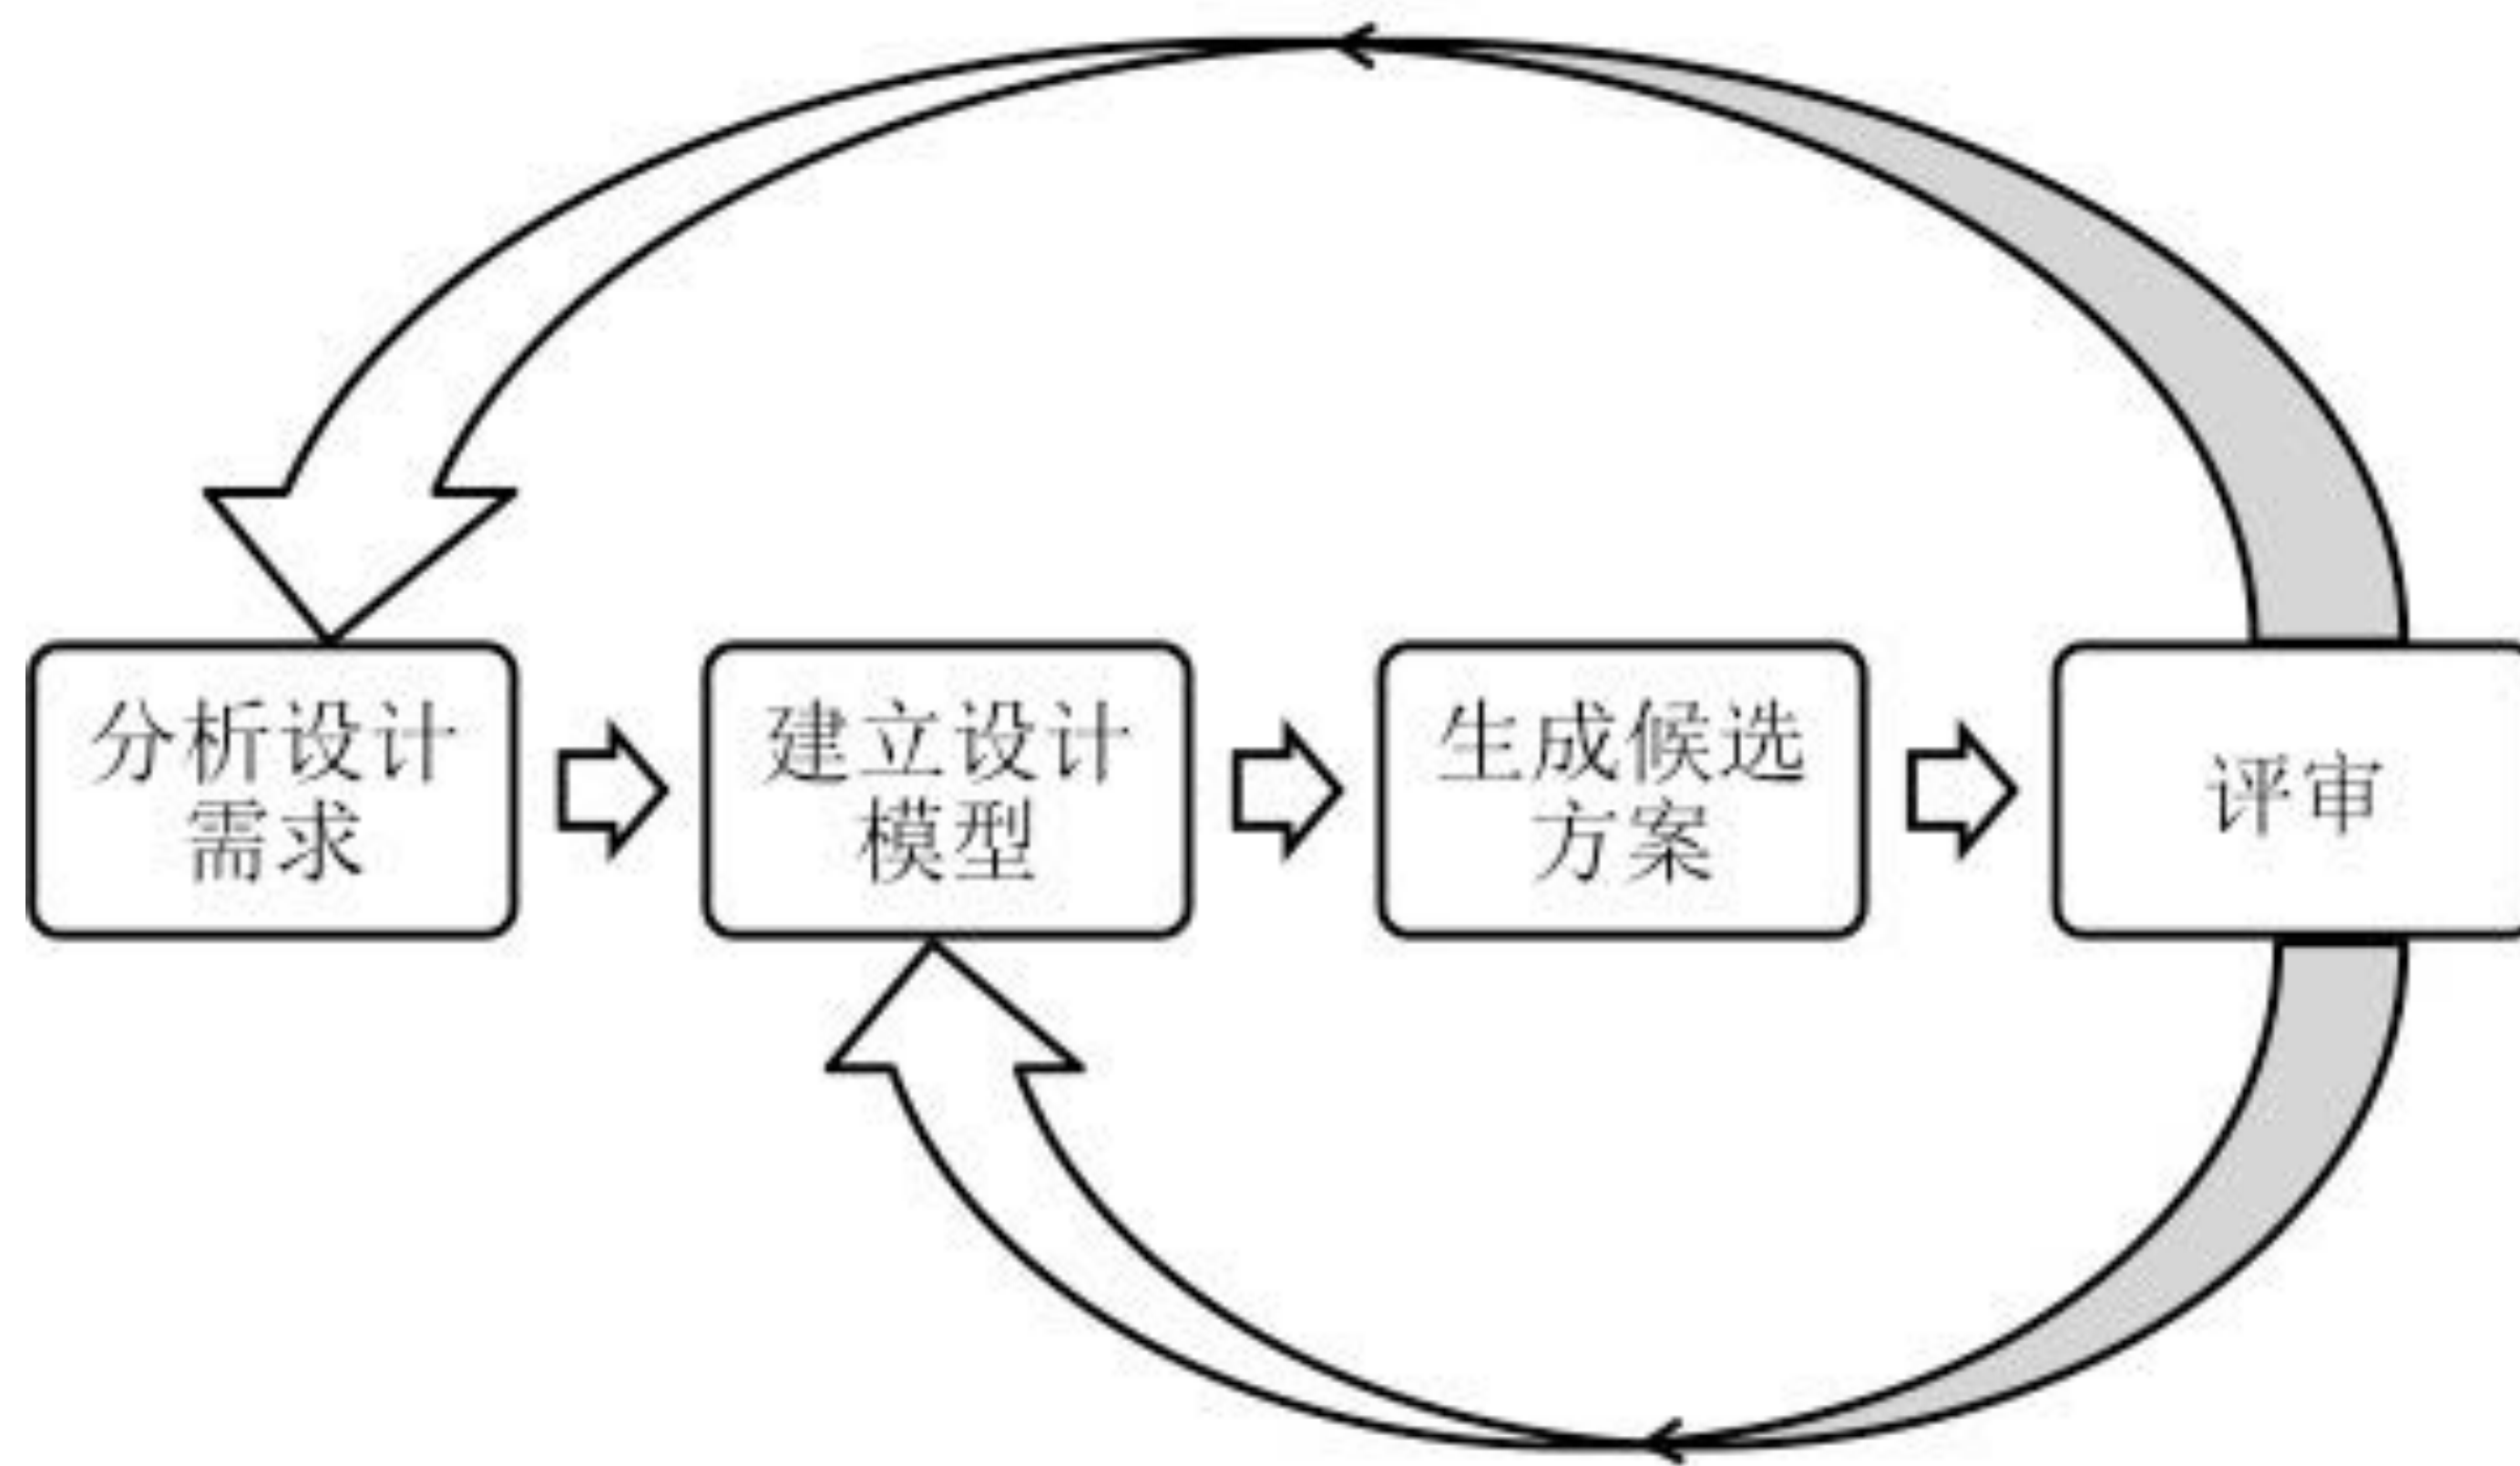 分析设计
需求
建立设计
模型
生成候选
方案
评审